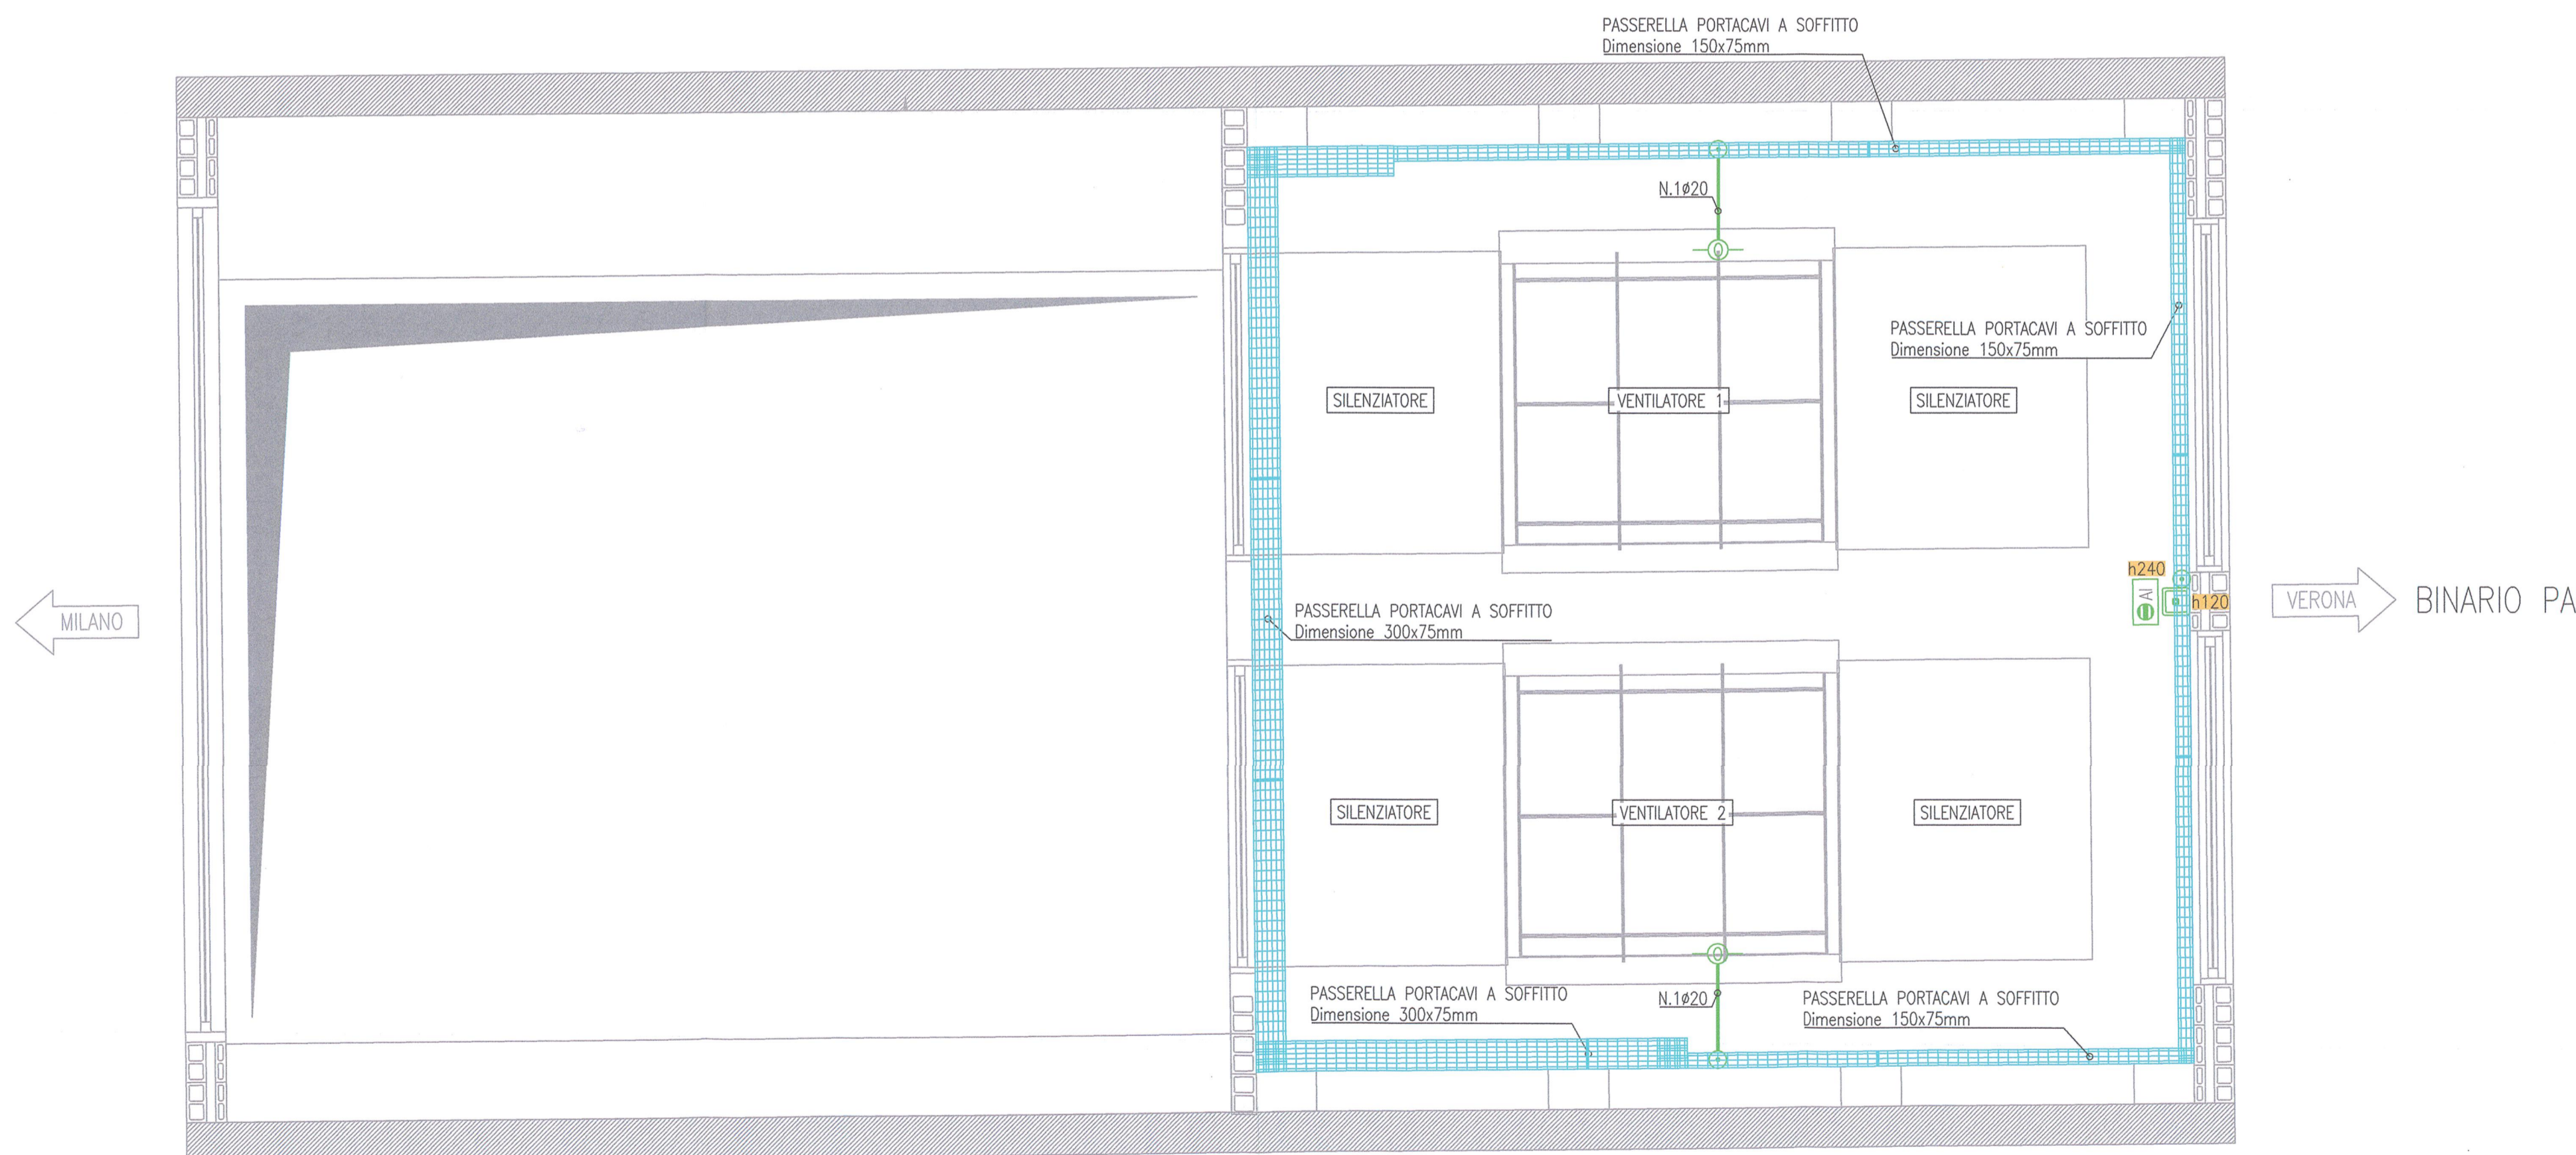 PASSERELLA PORTACAVI A SOFFITTO
Dimensione 150x75mm
N.1ø20
PASSERELLA PORTACAVI A SOFFITTO
Dimensione 150x75mm
SILENZIATORE
VENTILATORE 1
SILENZIATORE
h240
AI
h120
MILANO
VERONA
BINARIO PA
PASSERELLA PORTACAVI A SOFFITTO
Dimensione 300x75mm
SILENZIATORE
VENTILATORE 2
SILENZIATORE
PASSERELLA PORTACAVI A SOFFITTO
Dimensione 300x75mm
N.1ø20
PASSERELLA PORTACAVI A SOFFITTO
Dimensione 150x75mm